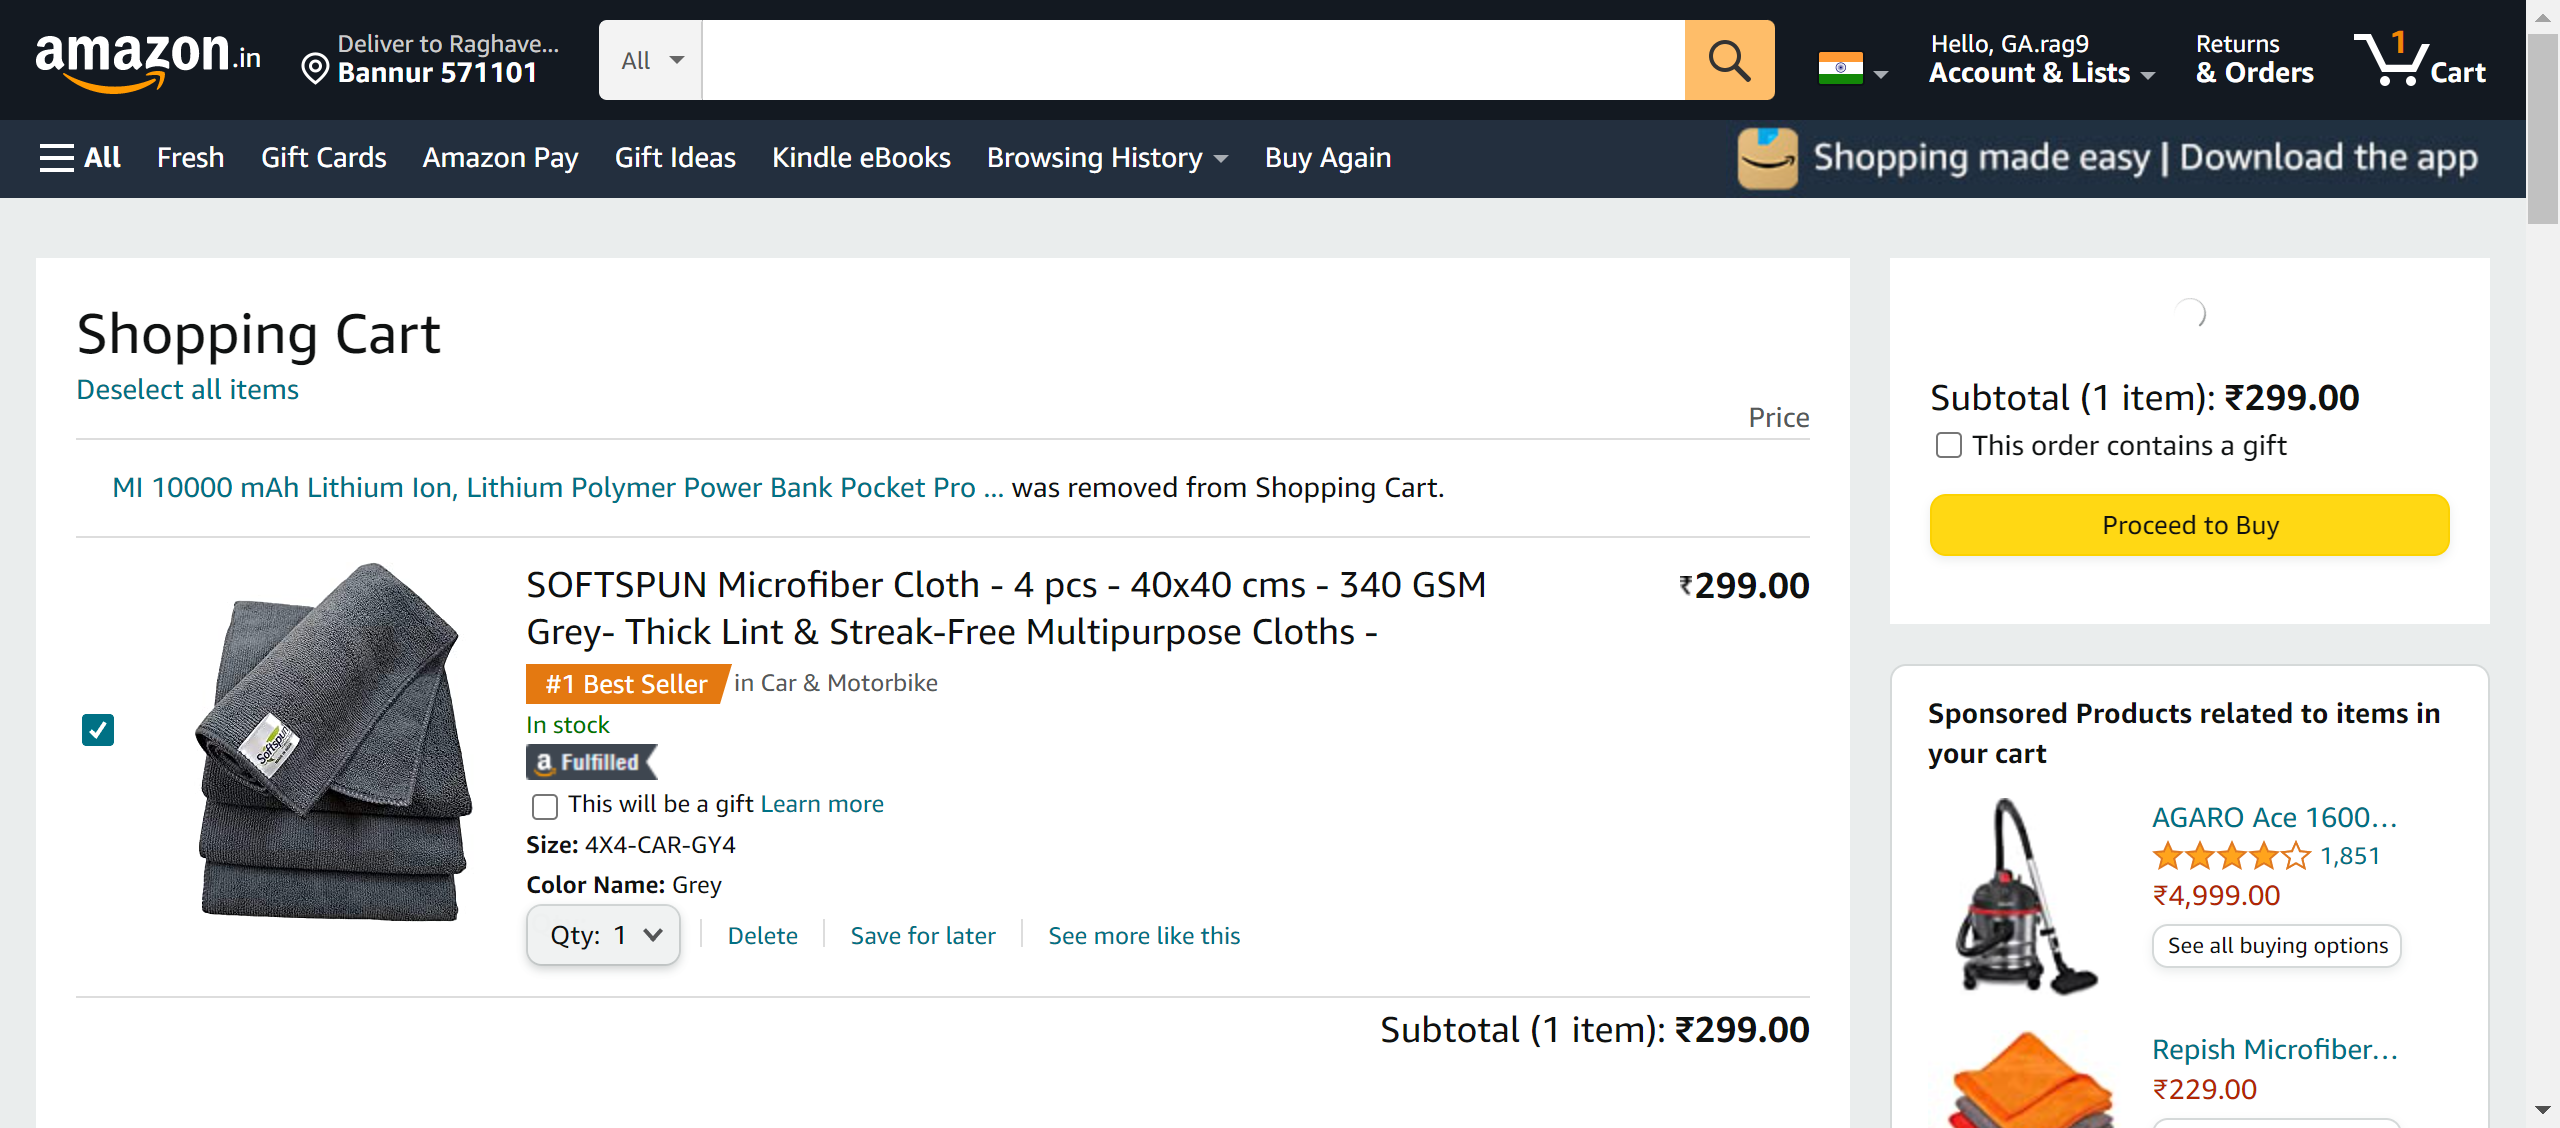 amazon.in
Deliver to Raghave...
Bannur 571101
All
Hello, GA.rag9
Account & Lists
Returns
& Orders
1
Cart
All
Fresh
Gift Cards
Amazon Pay
Gift Ideas
Kindle eBooks
Browsing History
Buy Again
Shopping made easy | Download the app
Shopping Cart
Deselect all items
Price
MI 10000 mAh Lithium Ion, Lithium Polymer Power Bank Pocket Pro ... was removed from Shopping Cart.
SOFTSPUN Microfiber Cloth - 4 pcs - 40x40 cms - 340 GSM
Grey- Thick Lint & Streak-Free Multipurpose Cloths -
₹299.00
#1 Best Seller in Car & Motorbike
In stock
a Fulfilled
This will be a gift Learn more
Size: 4X4-CAR-GY4
Color Name: Grey
Qty: 1
Delete
Save for later
See more like this
Softspun
Subtotal (1 item): ₹299.00
Subtotal (1 item): ₹299.00
This order contains a gift
Proceed to Buy
Sponsored Products related to items in
your cart
AGARO Ace 1600...
1,851
₹4,999.00
See all buying options
Repish Microfiber...
₹229.00